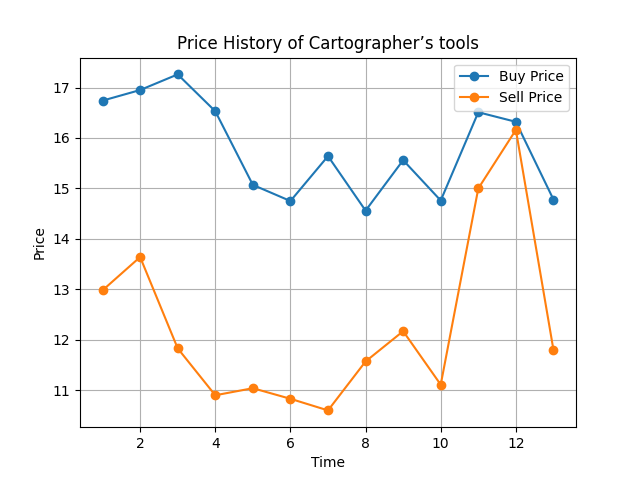 Price History of Cartographer’s tools
Buy Price
Sell Price
17
16
15
14
13
12
11
Price
2 4 6 8 10 12
Time